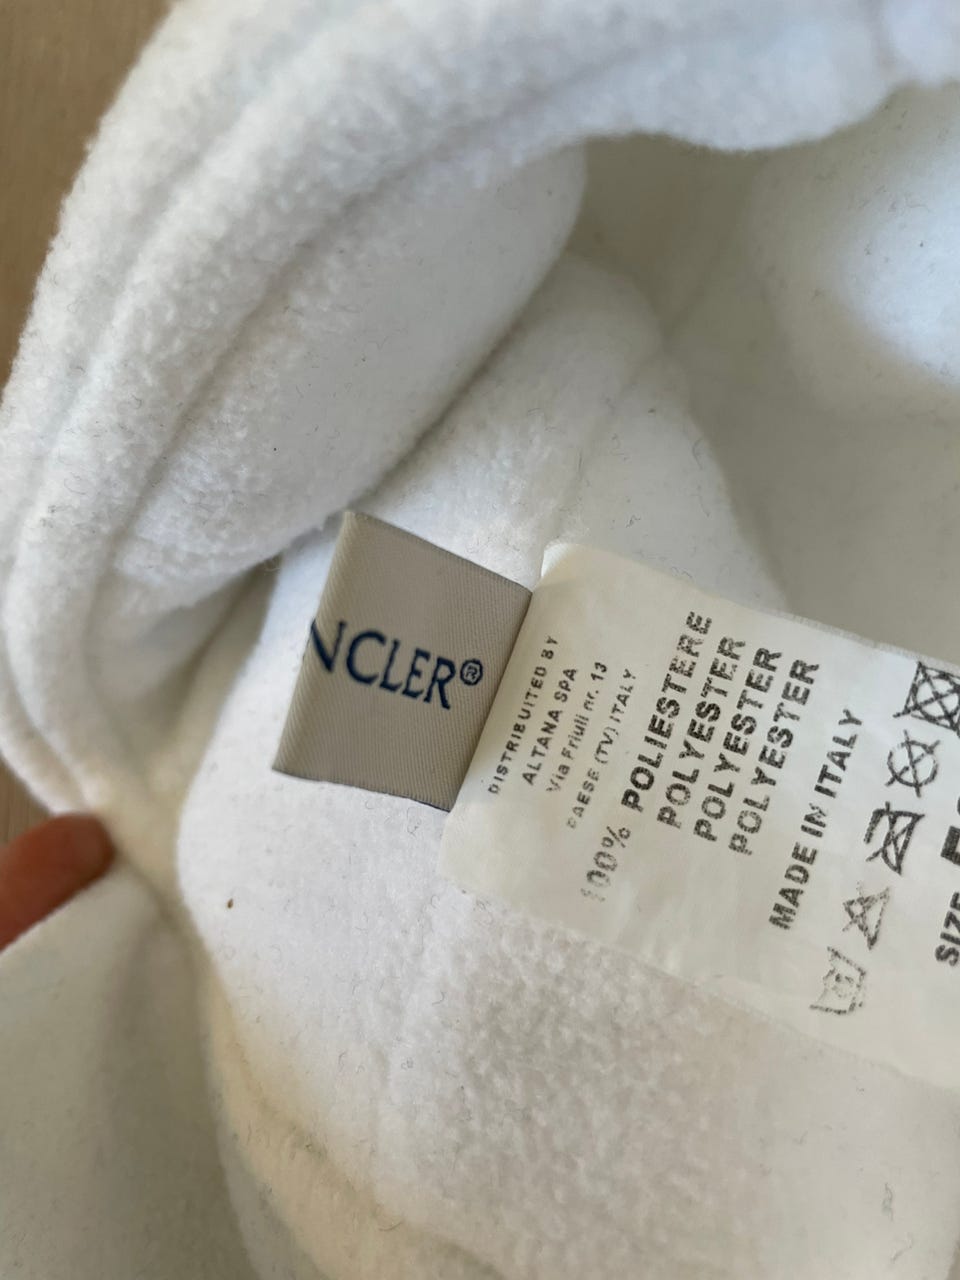 NCLER®
DISTRIBUITED BY
ALTANA SPA
Via Friuli nr. 13
PAESE (TV) ITALY
100% POLIESTERE
POLYESTER
POLYESTER
POLYESTER
MADE IN ITALY
SIZE